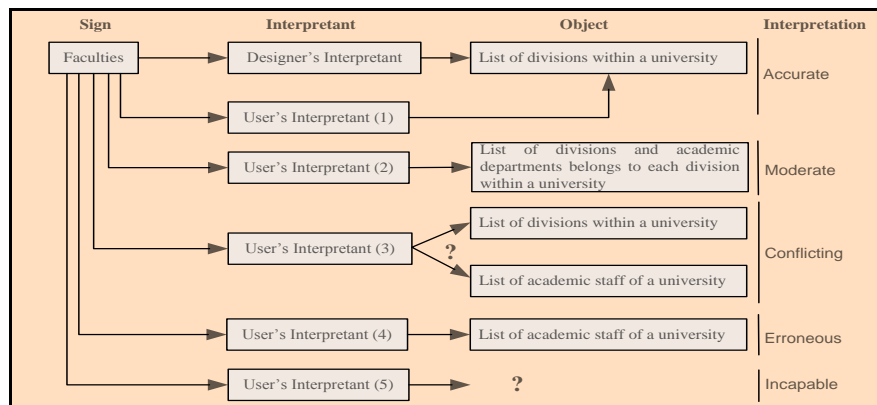 Sign Interpretant Object Interpretation
Faculties Designer's Interpretant List of divisions within a university
Accurate
User's Interpretant (1)
User's Interpretant (2)
List of divisions and academic
departments belongs to each division
within a university
Moderate
List of divisions within a university
User's Interpretant (3) ? Conflicting
List of academic staff of a university
User's Interpretant (4) List of academic staff of a university Erroneous
User's Interpretant (5) ? Incapable